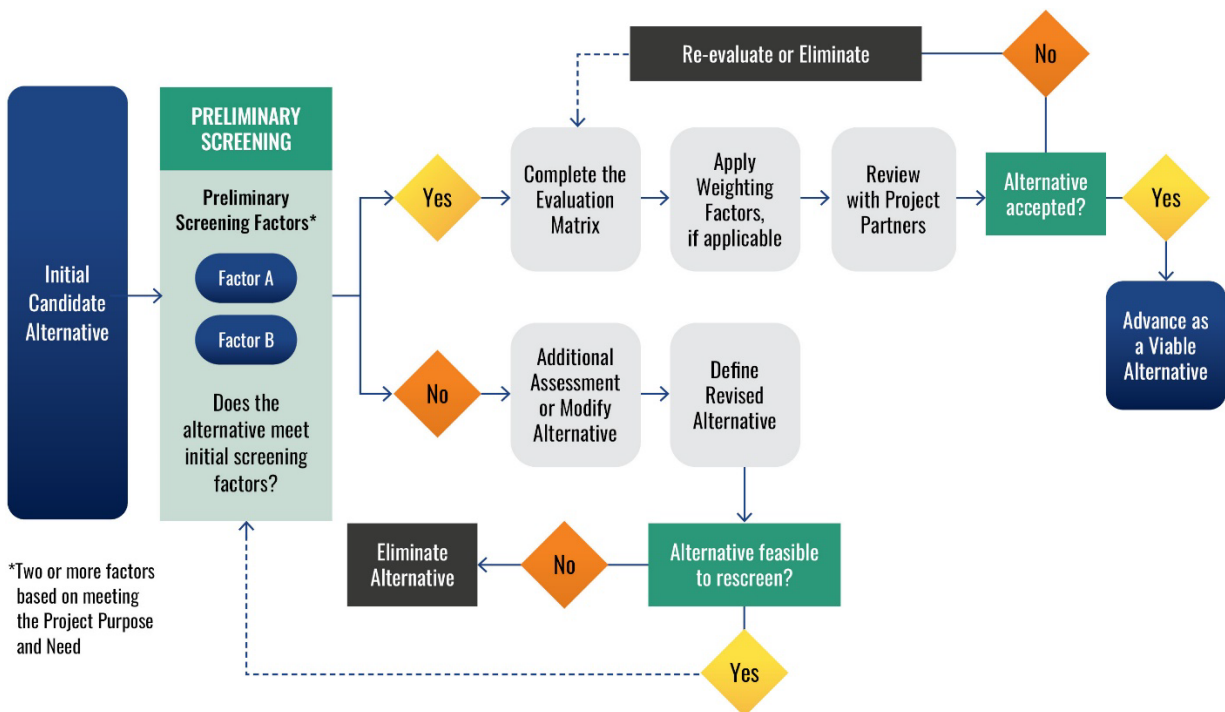 Initial
Candidate
Alternative
PRELIMINARY
SCREENING
Preliminary
Screening Factors*
Factor A
Factor B
Does the
alternative meet
initial screening
factors?
*Two or more factors
based on meeting
the Project Purpose
and Need
Yes
Complete the
Evaluation
Matrix
Apply
Weighting
Factors,
if applicable
Review
with Project
Partners
Alternative
accepted?
No
Re-evaluate or Eliminate
Yes
Advance as
a Viable
Alternative
No
Additional
Assessment
or Modify
Alternative
Define
Revised
Alternative
Alternative feasible
to rescreen?
No
Eliminate
Alternative
Yes